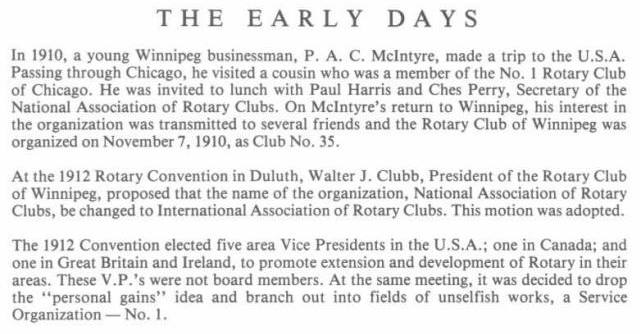 THE EARLY DAYS
In 1910, a young Winnipeg businessman, P. A. C. McIntyre, made a trip to the U.S.A.
Passing through Chicago, he visited a cousin who was a member of the No. 1 Rotary Club
of Chicago. He was invited to lunch with Paul Harris and Ches Perry, Secretary of the
National Association of Rotary Clubs. On McIntyre's return to Winnipeg, his interest in
the organization was transmitted to several friends and the Rotary Club of Winnipeg was
organized on November 7, 1910, as Club No. 35.
At the 1912 Rotary Convention in Duluth, Walter J. Clubb, President of the Rotary Club
of Winnipeg, proposed that the name of the organization, National Association of Rotary
Clubs, be changed to International Association of Rotary Clubs. This motion was adopted.
The 1912 Convention elected five area Vice Presidents in the U.S.A.; one in Canada; and
one in Great Britain and Ireland, to promote extension and development of Rotary in their
areas. These V.P.'s were not board members. At the same meeting, it was decided to drop
the "personal gains" idea and branch out into fields of unselfish works, a Service
Organization — No. 1.